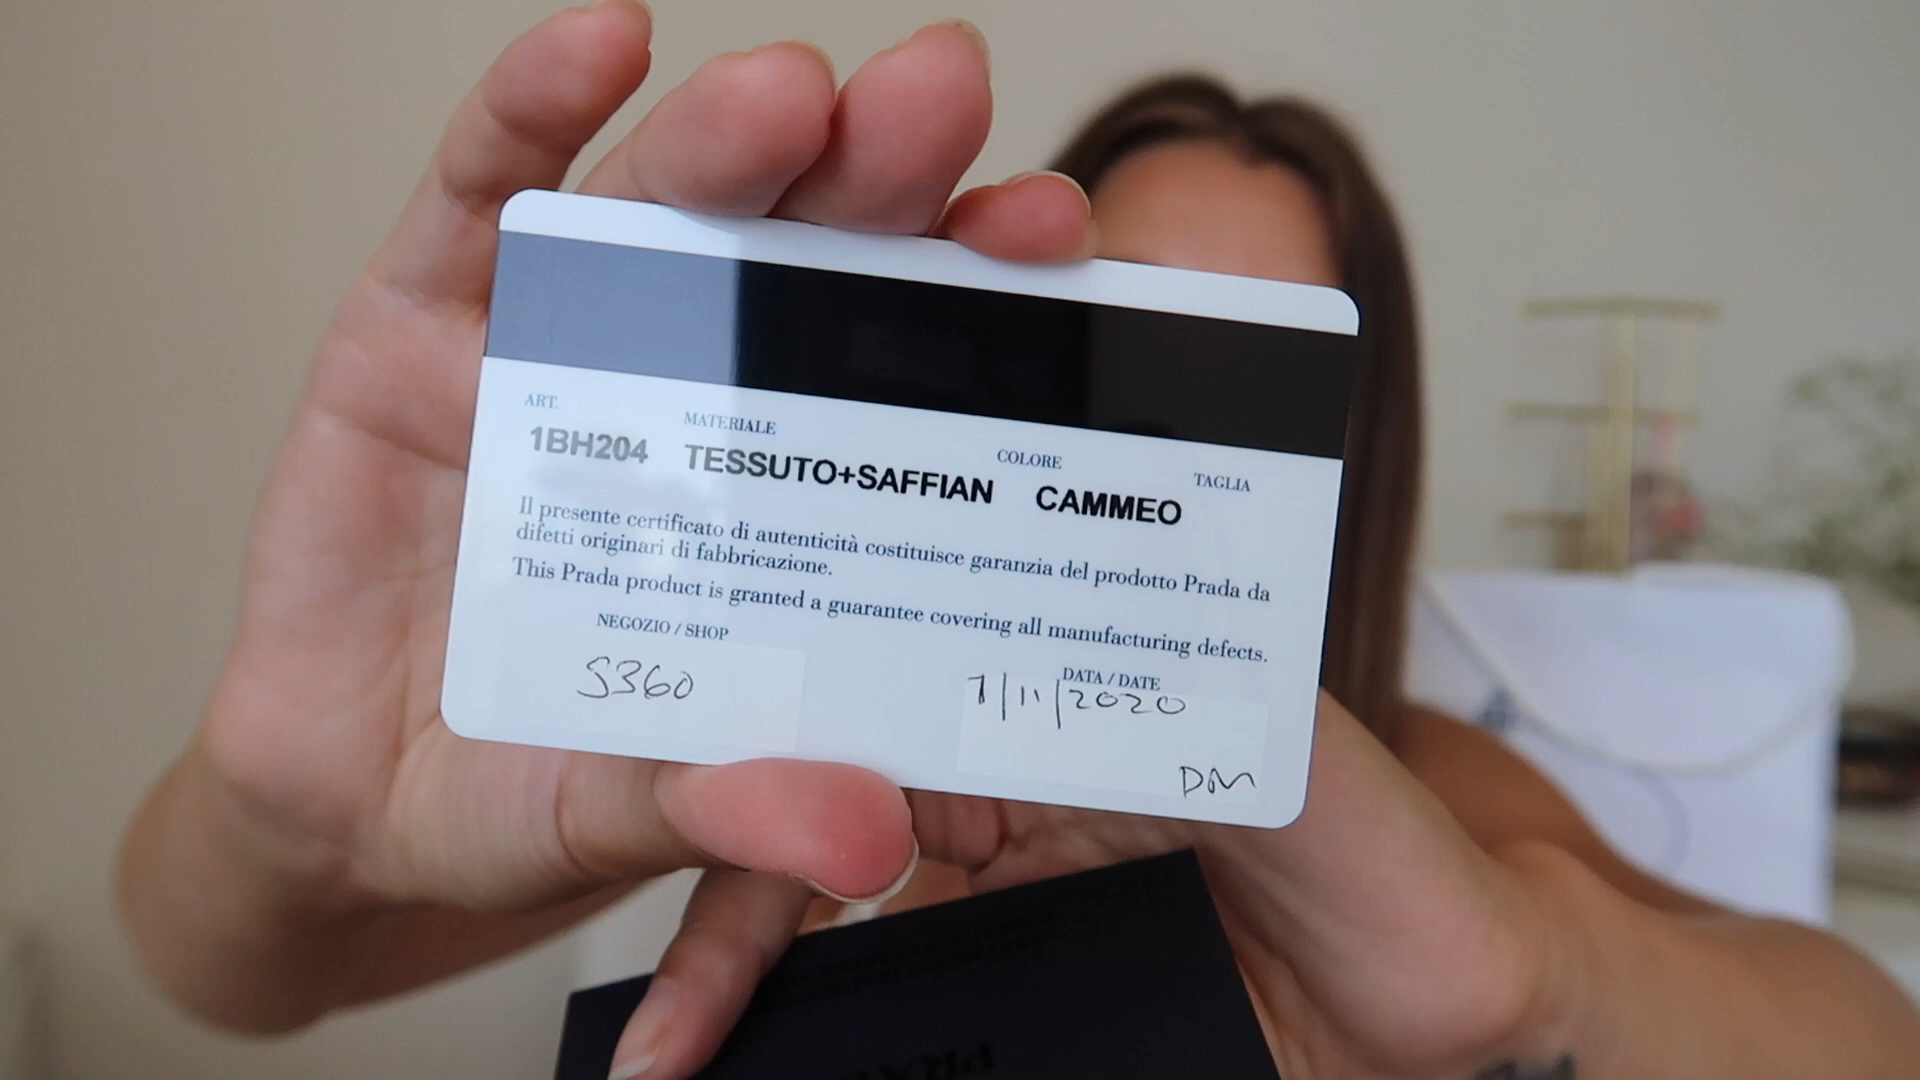 ART.
MATERIALE
COLORE
TAGLIA
1BH204 TESSUTO+SAFFIAN CAMMEO
Il presente certificato di autenticità costituisce garanzia del prodotto Prada da
difetti originari di fabbricazione.
This Prada product is granted a guarantee covering all manufacturing defects.
NEGOZIO / SHOP
S360
DATA / DATE
7/11/2020
DM